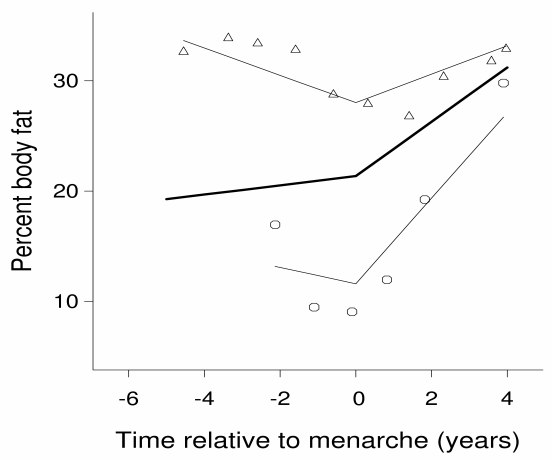 Percent body fat
30
20
10
-6 -4 -2 0 2 4
Time relative to menarche (years)